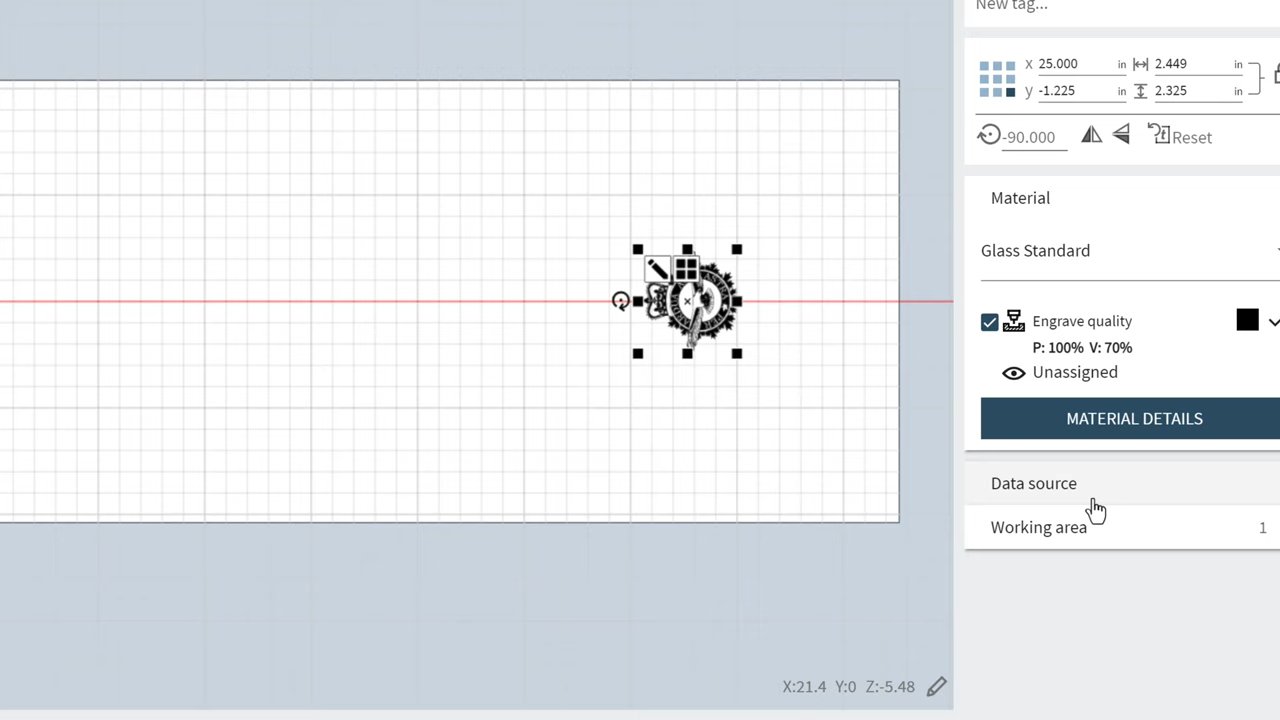 New tag...
x 25.000 in 2.449 in
y -1.225 in 2.325 in
-90.000 Reset
Material
Glass Standard
Engrave quality
P: 100% V: 70%
Unassigned
MATERIAL DETAILS
Data source
Working area 1
X:21.4 Y:0 Z:-5.48